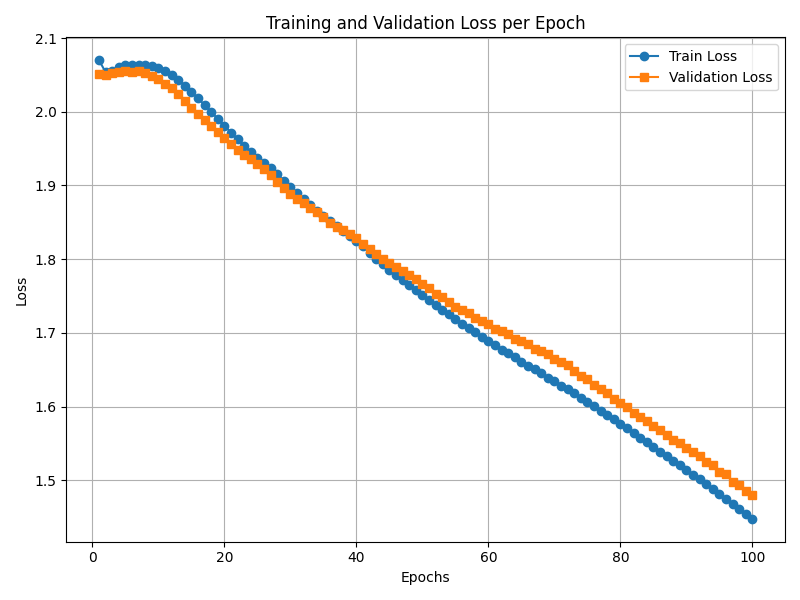 Training and Validation Loss per Epoch
Train Loss
Validation Loss
2.1
2.0
1.9
1.8
1.7
1.6
1.5
Loss
0 20 40 60 80 100
Epochs